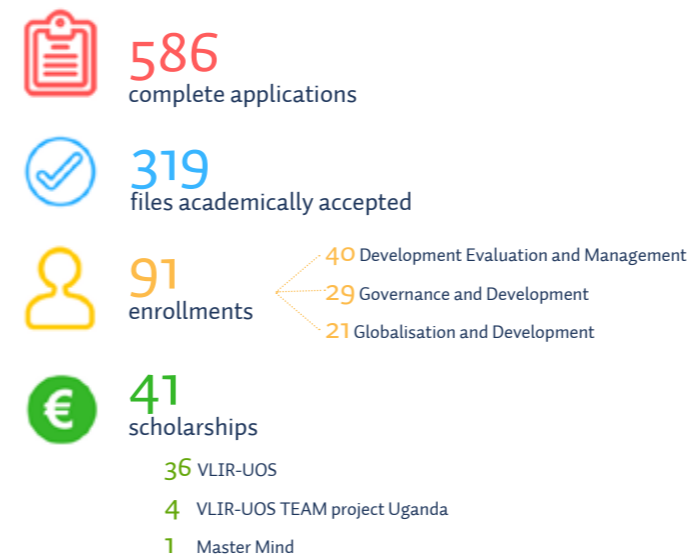 586
complete applications
319
files academically accepted
91
enrollments
40 Development Evaluation and Management
29 Governance and Development
21 Globalisation and Development
€
41
scholarships
36 VLIR-UOS
4 VLIR-UOS TEAM project Uganda
1 Master Mind